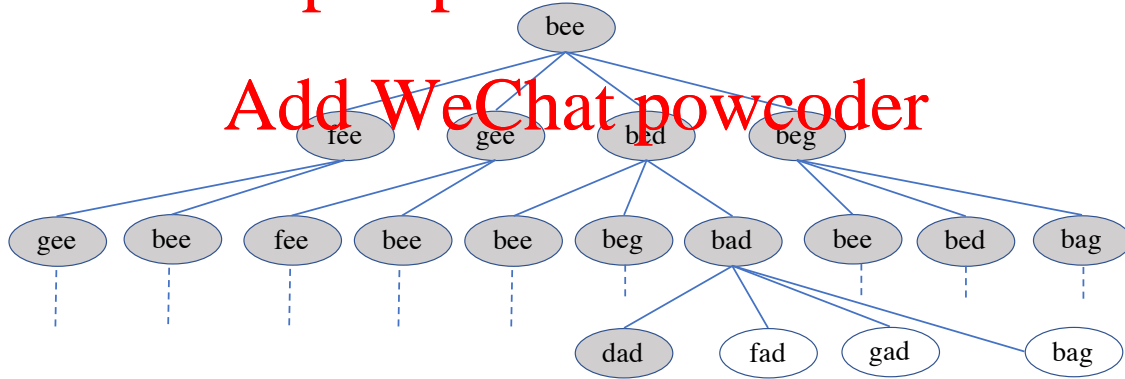 bee
Add WeChat powcoder
fee gee bed beg
gee bee fee bee bee beg bad bee bed bag
dad fad gad bag